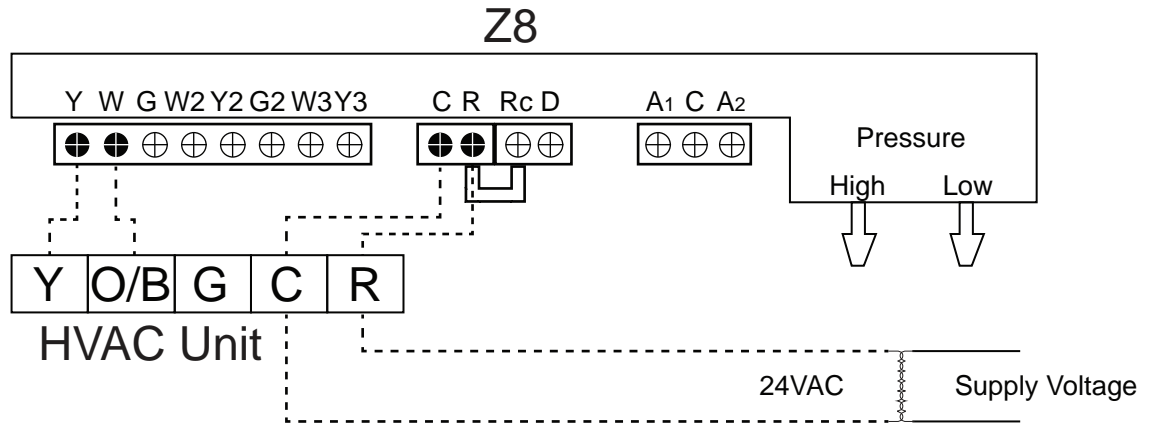 Z8
Y W G W2 Y2 G2 W3 Y3 C R Rc D A1 C A2
Pressure
High Low
Y O/B G C R
HVAC Unit
24VAC Supply Voltage